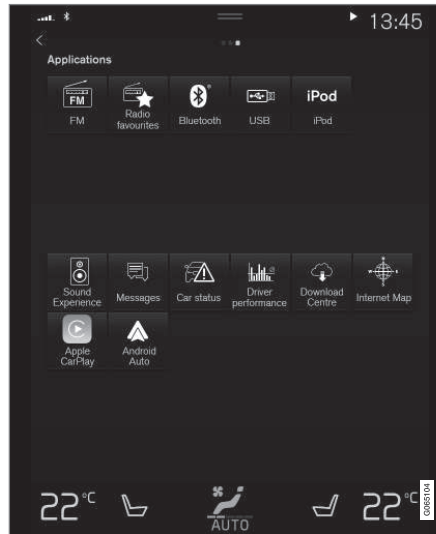 13:45
Applications
FM
iPod
FM
Radio
favourites
Bluetooth
USB
iPod
Sound
Experience
Messages
Car status
Driver
performance
Download
Centre
Internet Map
Apple
CarPlay
Android
Auto
22°C
AUTO
22°C
G065104